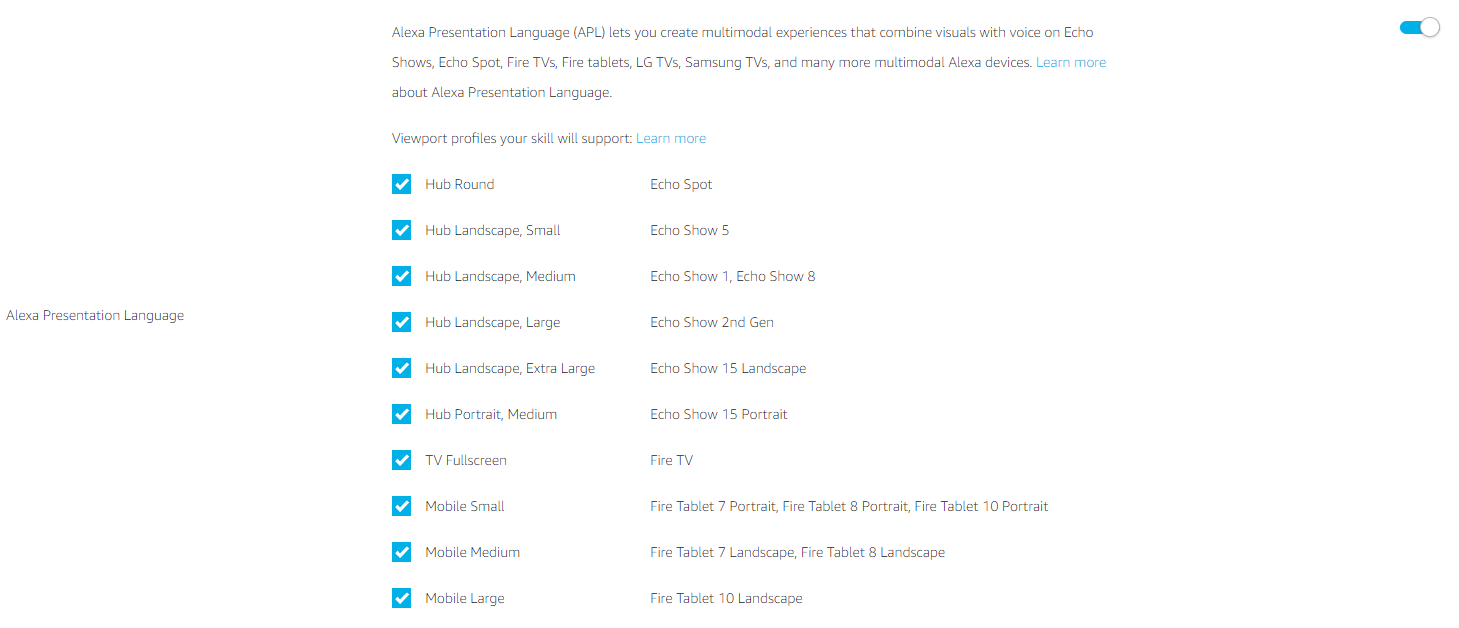 Alexa Presentation Language (APL) lets you create multimodal experiences that combine visuals with voice on Echo
Shows, Echo Spot, Fire TVs, Fire tablets, LG TVs, Samsung TVs, and many more multimodal Alexa devices. Learn more
about Alexa Presentation Language.
Viewport profiles your skill will support: Learn more
Hub Round Echo Spot
Hub Landscape, Small Echo Show 5
Hub Landscape, Medium Echo Show 1, Echo Show 8
Alexa Presentation Language
Hub Landscape, Large Echo Show 2nd Gen
Hub Landscape, Extra Large Echo Show 15 Landscape
Hub Portrait, Medium Echo Show 15 Portrait
TV Fullscreen Fire TV
Mobile Small Fire Tablet 7 Portrait, Fire Tablet 8 Portrait, Fire Tablet 10 Portrait
Mobile Medium Fire Tablet 7 Landscape, Fire Tablet 8 Landscape
Mobile Large Fire Tablet 10 Landscape